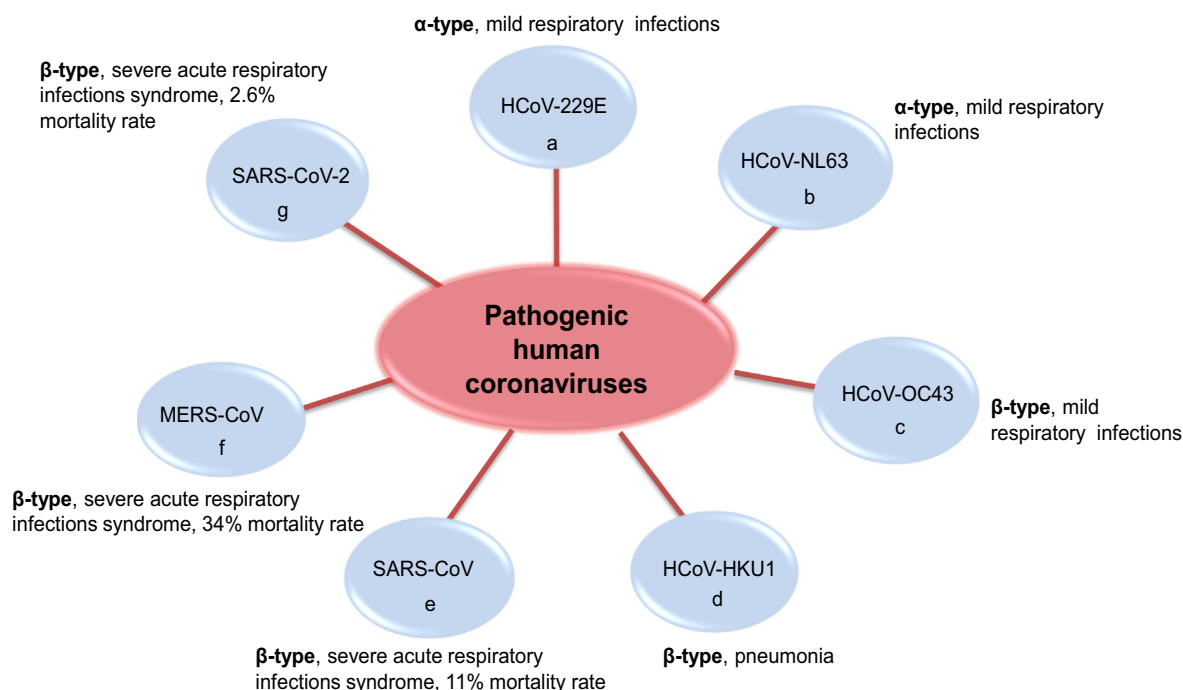 α-type, mild respiratory infections
HCoV-229E
a
α-type, mild respiratory
infections
HCoV-NL63
b
HCoV-OC43
c
β-type, mild
respiratory infections
HCoV-HKU1
d
β-type, pneumonia
SARS-CoV
e
β-type, severe acute respiratory
infections syndrome, 11% mortality rate
MERS-CoV
f
β-type, severe acute respiratory
infections syndrome, 34% mortality rate
β-type, severe acute respiratory
infections syndrome, 2.6%
mortality rate
SARS-CoV-2
g
Pathogenic
human
coronaviruses